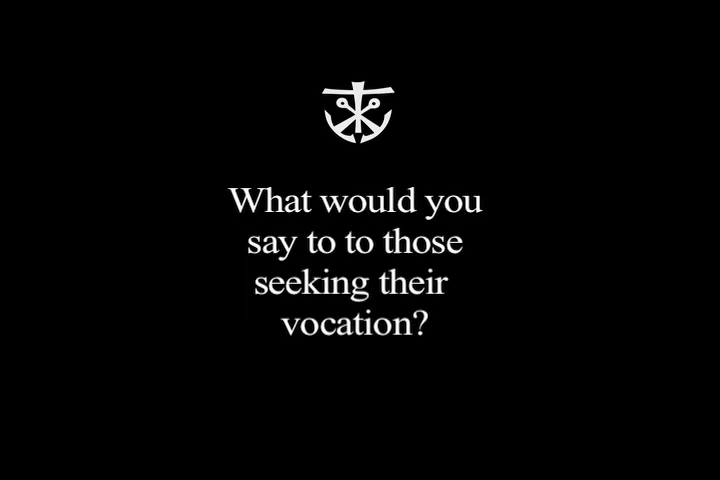 What would you
say to to those
seeking their
vocation?